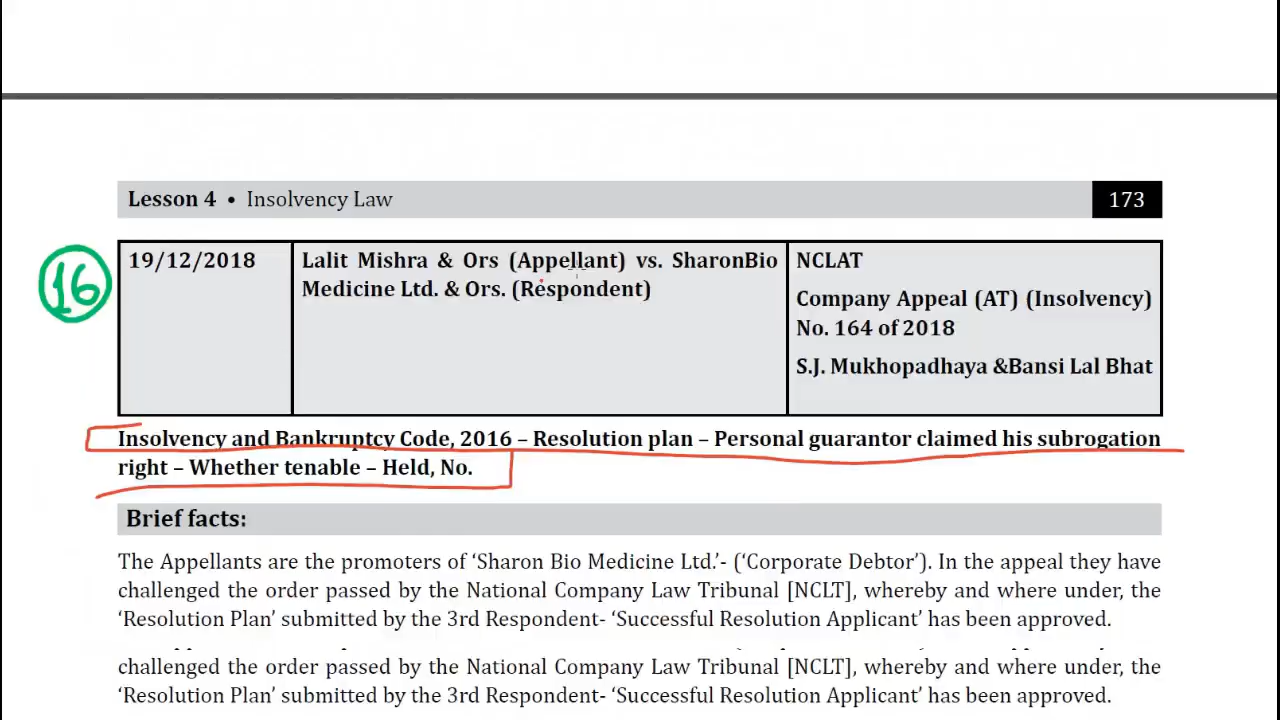 Lesson 4 • Insolvency Law 173
16
19/12/2018
Lalit Mishra & Ors (Appellant) vs. SharonBio
Medicine Ltd. & Ors. (Respondent)
NCLAT
Company Appeal (AT) (Insolvency)
No. 164 of 2018
S.J. Mukhopadhaya &Bansi Lal Bhat
Insolvency and Bankruptcy Code, 2016 – Resolution plan – Personal guarantor claimed his subrogation
right – Whether tenable – Held, No.
Brief facts:
The Appellants are the promoters of ‘Sharon Bio Medicine Ltd.’- (‘Corporate Debtor’). In the appeal they have
challenged the order passed by the National Company Law Tribunal [NCLT], whereby and where under, the
‘Resolution Plan’ submitted by the 3rd Respondent- ‘Successful Resolution Applicant’ has been approved.
challenged the order passed by the National Company Law Tribunal [NCLT], whereby and where under, the
‘Resolution Plan’ submitted by the 3rd Respondent- ‘Successful Resolution Applicant’ has been approved.